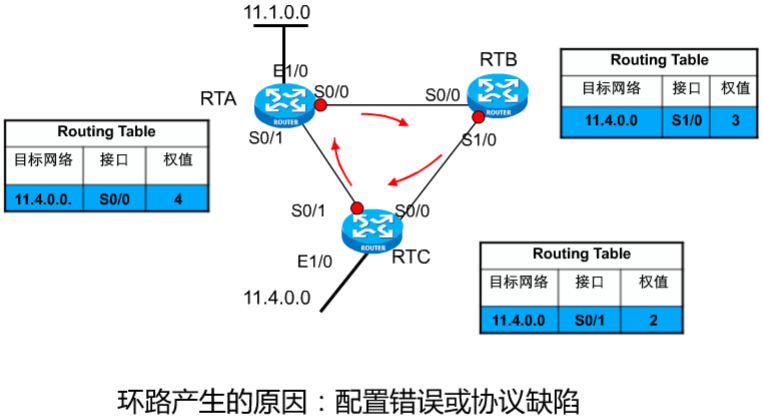 11.1.0.0
E1/0
RTA
S0/0
S0/0
RTB
ROUTER
ROUTER
S0/1
S1/0
Routing Table
目标网络 接口 权值
11.4.0.0 S1/0 3
Routing Table
目标网络 接口 权值
11.4.0.0. S0/0 4
S0/1
S0/0
ROUTER
RTC
E1/0
11.4.0.0
Routing Table
目标网络 接口 权值
11.4.0.0 S0/1 2
环路产生的原因：配置错误或协议缺陷